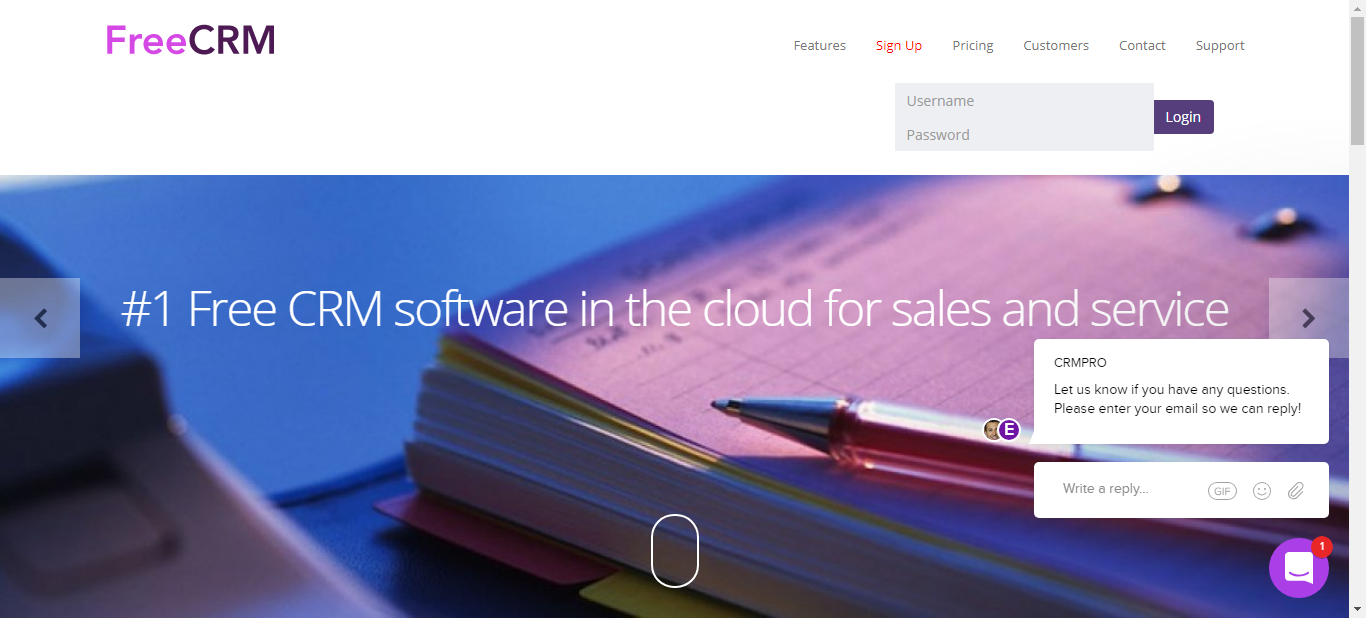 FreeCRM
Features Sign Up Pricing Customers Contact Support
Username
Login
Password
#1 Free CRM software in the cloud for sales and service
CRMPRO
Let us know if you have any questions.
Please enter your email so we can reply!
E
Write a reply... GIF
1